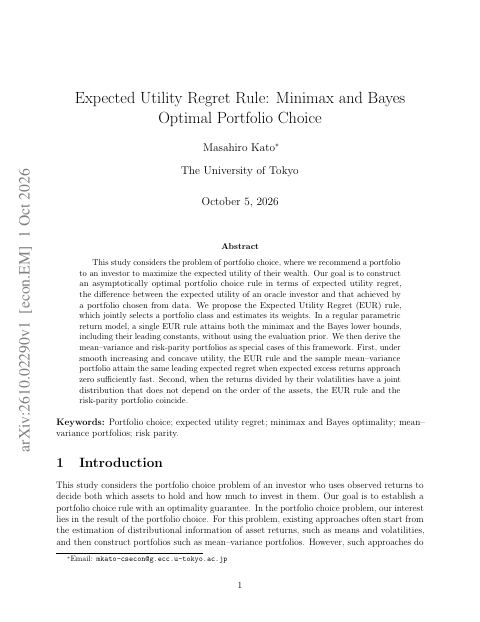 Expected Utility Regret Rule: Minimax and Bayes
Optimal Portfolio Choice
Masahiro Kato*
The University of Tokyo
October 5, 2026
arXiv:2610.02290v1 [econ.EM] 1 Oct 2026
Abstract
This study considers the problem of portfolio choice, where we recommend a portfolio
to an investor to maximize the expected utility of their wealth. Our goal is to construct
an asymptotically optimal portfolio choice rule in terms of expected utility regret,
the difference between the expected utility of an oracle investor and that achieved by
a portfolio chosen from data. We propose the Expected Utility Regret (EUR) rule,
which jointly selects a portfolio class and estimates its weights. In a regular parametric
return model, a single EUR rule attains both the minimax and the Bayes lower bounds,
including their leading constants, without using the evaluation prior. We then derive the
mean–variance and risk-parity portfolios as special cases of this framework. First, under
smooth increasing and concave utility, the EUR rule and the sample mean–variance
portfolio attain the same leading expected regret when expected excess returns approach
zero sufficiently fast. Second, when the returns divided by their volatilities have a joint
distribution that does not depend on the order of the assets, the EUR rule and the
risk-parity portfolio coincide.
Keywords: Portfolio choice; expected utility regret; minimax and Bayes optimality; mean–
variance portfolios; risk parity.
1 Introduction
This study considers the portfolio choice problem of an investor who uses observed returns to
decide both which assets to hold and how much to invest in them. Our goal is to establish a
portfolio choice rule with an optimality guarantee. In the portfolio choice problem, our interest
lies in the result of the portfolio choice. For this problem, existing approaches often start from
the estimation of distributional information of asset returns, such as means and volatilities,
and then construct portfolios such as mean–variance portfolios. However, such approaches do
*Email: mkato-csecon@g.ecc.u-tokyo.ac.jp
1